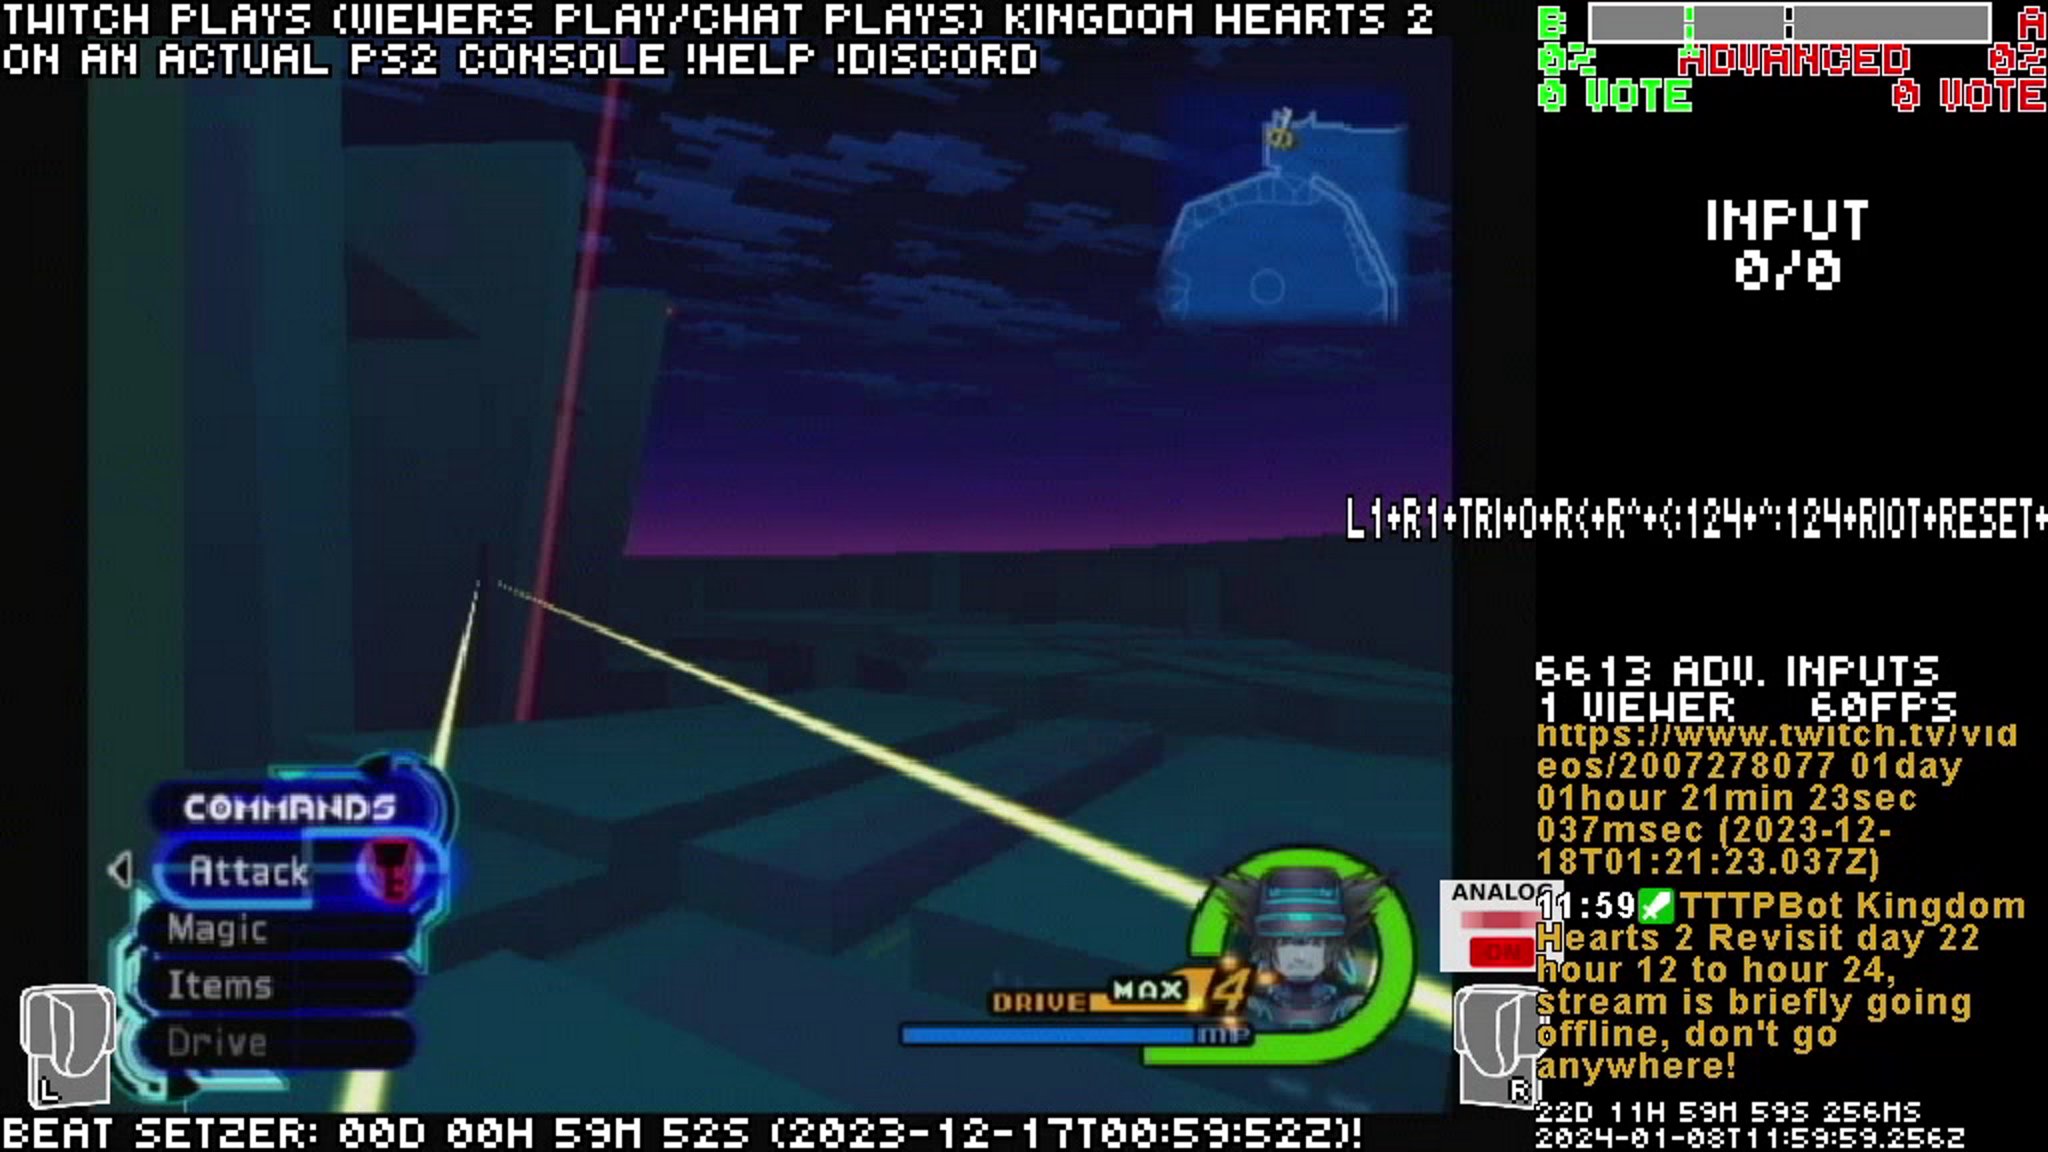 TWITCH PLAYS (VIEWERS PLAY/CHAT PLAYS) KINGDOM HEARTS 2
ON AN ACTUAL PS2 CONSOLE !HELP !DISCORD
B A
0% ADVANCED 0%
0 VOTE 0 VOTE
INPUT
0/0
L1+R1+TRI+O+R<+R^+<:124+^:124+RIOT+RESET+
6613 ADV. INPUTS
1 VIEWER 60FPS
https://www.twitch.tv/vid
eos/2007278077 01day
01hour 21min 23sec
037msec (2023-12-
18T01:21:23.037Z)
11:59 TTTPBot Kingdom
Hearts 2 Revisit day 22
hour 12 to hour 24,
stream is briefly going
offline, don't go
anywhere!
22D 11H 59M 59S 256MS
2024-01-08T11:59:59.256Z
COMMANDS
Attack
Magic
Items
Drive
DRIVE MAX 4
MP
ANALOG
ON
L
R
BEAT SETZER: 00D 00H 59M 52S (2023-12-17T00:59:52Z)!